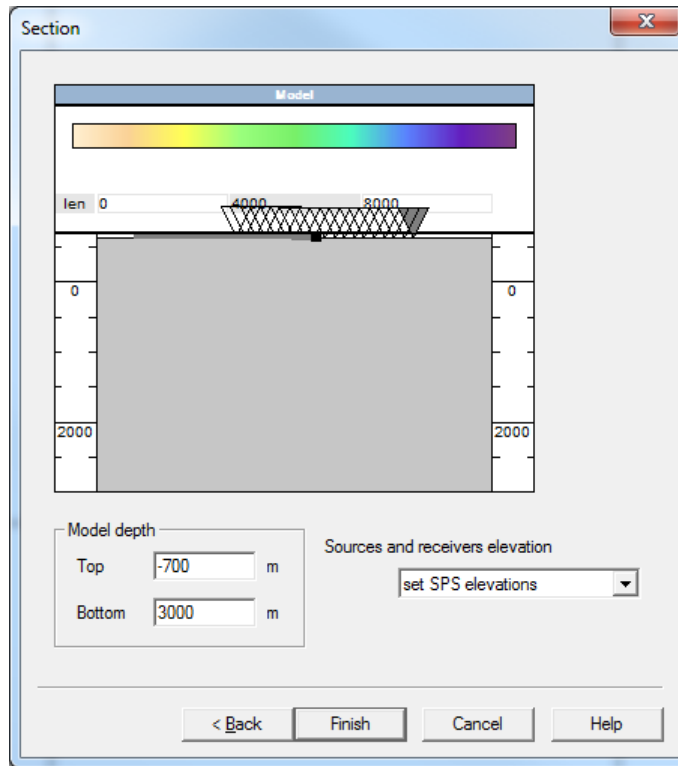 Section
Model
len 0 4000 8000
0 0
2000 2000
Model depth
Top -700 m
Sources and receivers elevation
set SPS elevations
Bottom 3000 m
< Back Finish Cancel Help